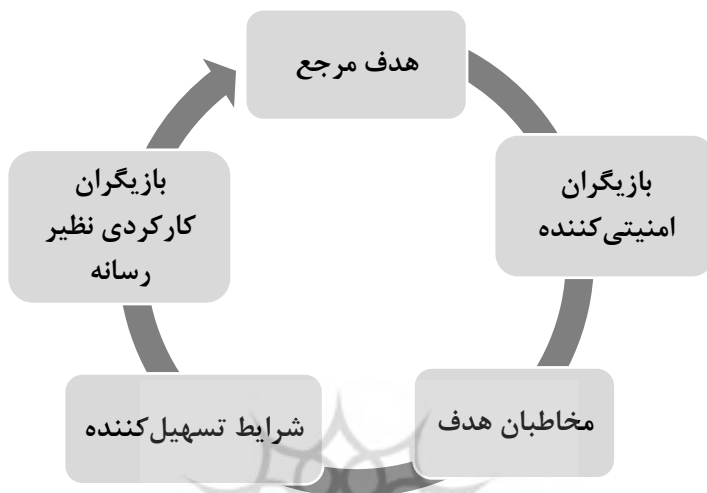 هدف مرجع
بازیگران
امنیتی‌کننده
مخاطبان هدف
شرایط تسهیل‌کننده
بازیگران
کارکردی نظیر
رسانه